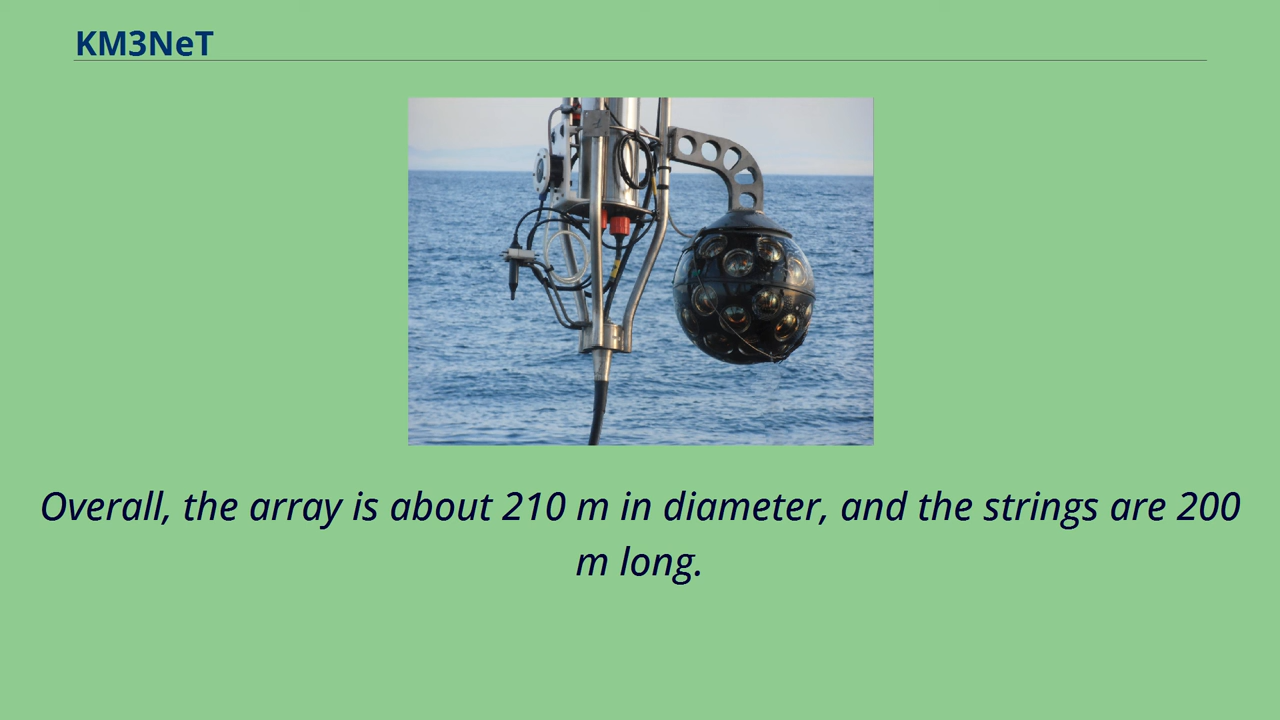 KM3NeT
Overall, the array is about 210 m in diameter, and the strings are 200
m long.